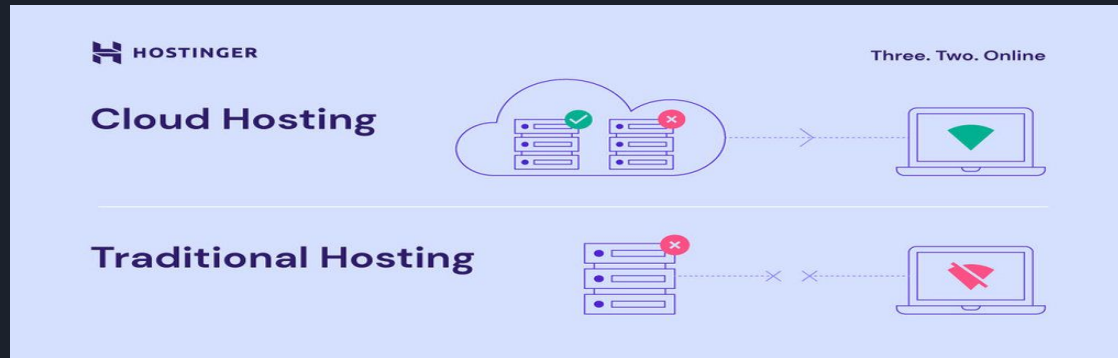 HOSTINGER
Three. Two. Online
Cloud Hosting
Traditional Hosting